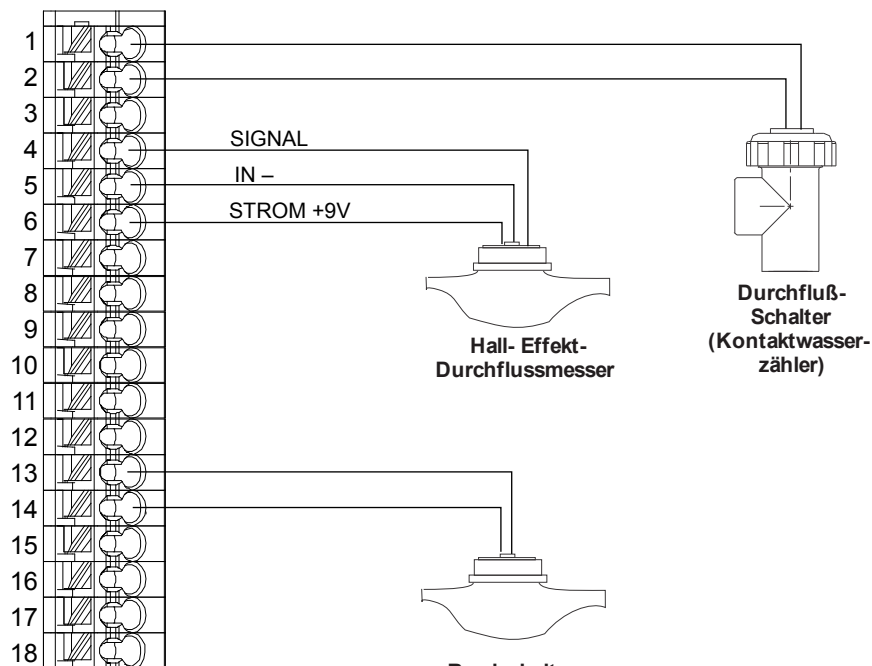 1
2
3
4
5
6
7
8
9
10
11
12
13
14
15
16
17
18
SIGNAL
IN –
STROM +9V
Hall- Effekt-
Durchflussmesser
Durchfluß-
Schalter
(Kontaktwasser-
zähler)